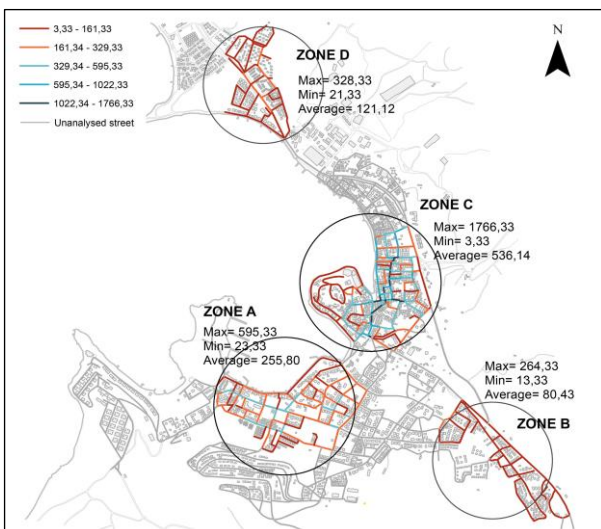 3,33 - 161,33
161,34 - 329,33
329,34 - 595,33
595,34 - 1022,33
1022,34 - 1766,33
Unanalysed street
N
ZONE D
Max= 328,33
Min= 21,33
Average= 121,12
ZONE C
Max= 1766,33
Min= 3,33
Average= 536,14
ZONE A
Max= 595,33
Min= 23,33
Average= 255,80
Max= 264,33
Min= 13,33
Average= 80,43
ZONE B